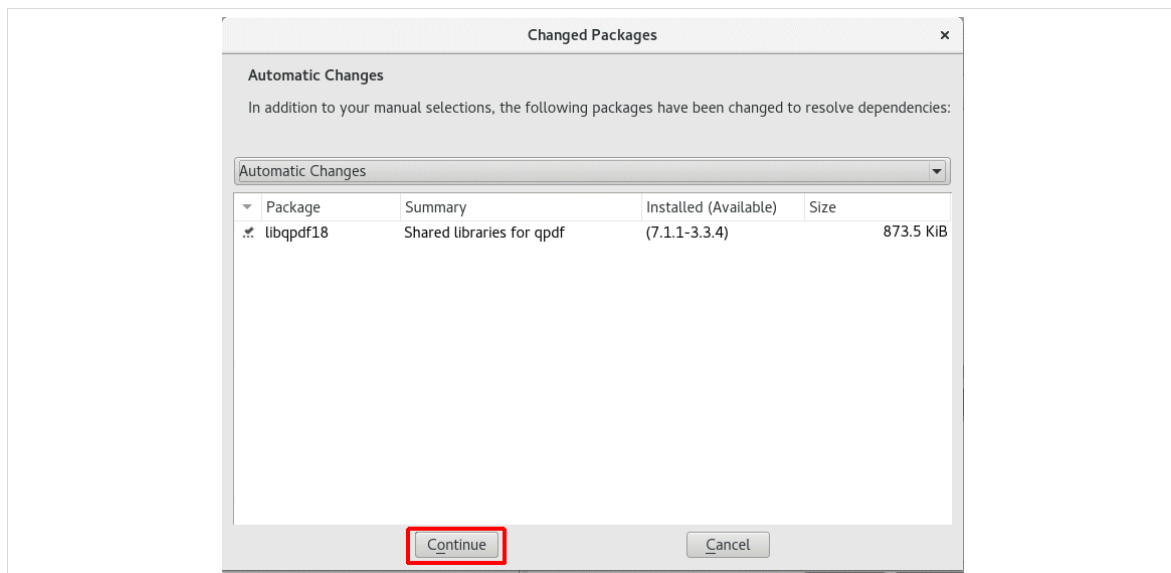 Changed Packages
Automatic Changes
In addition to your manual selections, the following packages have been changed to resolve dependencies:
Automatic Changes
Package Summary Installed (Available) Size
libqpdf18 Shared libraries for qpdf (7.1.1-3.3.4) 873.5 KiB
Continue Cancel